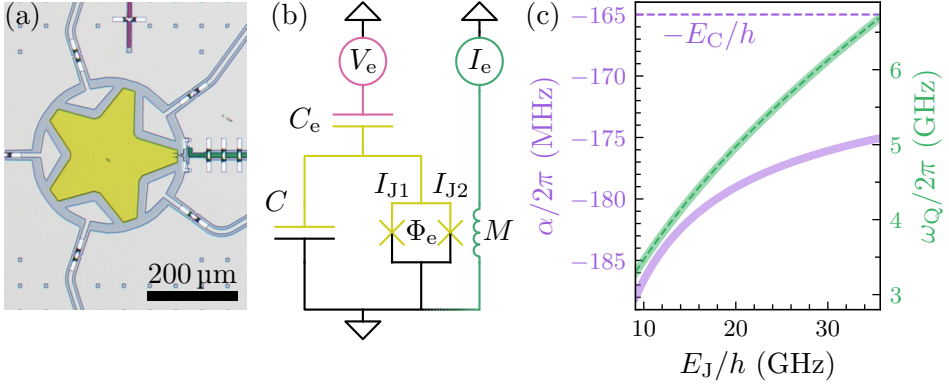 (a)
200 μm
(b)
V_e
I_e
C_e
I_J1
I_J2
C
Φ_e
M
(c)
−165
−170
−175
−180
−185
α/2π (MHz)
−E_C/h
10
20
30
E_J/h (GHz)
6
5
4
3
ω_Q/2π (GHz)